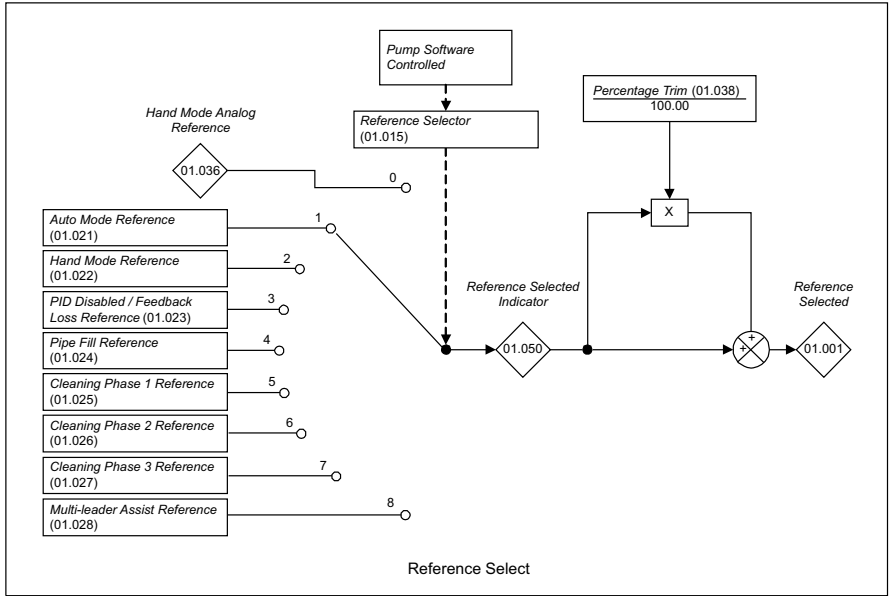 Pump Software
Controlled
Percentage Trim (01.038)
100.00
Hand Mode Analog
Reference
Reference Selector
(01.015)
01.036
0
X
Auto Mode Reference
(01.021)
1
Hand Mode Reference
(01.022)
2
PID Disabled / Feedback
Loss Reference (01.023)
3
Reference Selected
Indicator
Reference
Selected
Pipe Fill Reference
(01.024)
4
01.050
+
+
01.001
Cleaning Phase 1 Reference
(01.025)
5
Cleaning Phase 2 Reference
(01.026)
6
Cleaning Phase 3 Reference
(01.027)
7
Multi-leader Assist Reference
(01.028)
8
Reference Select